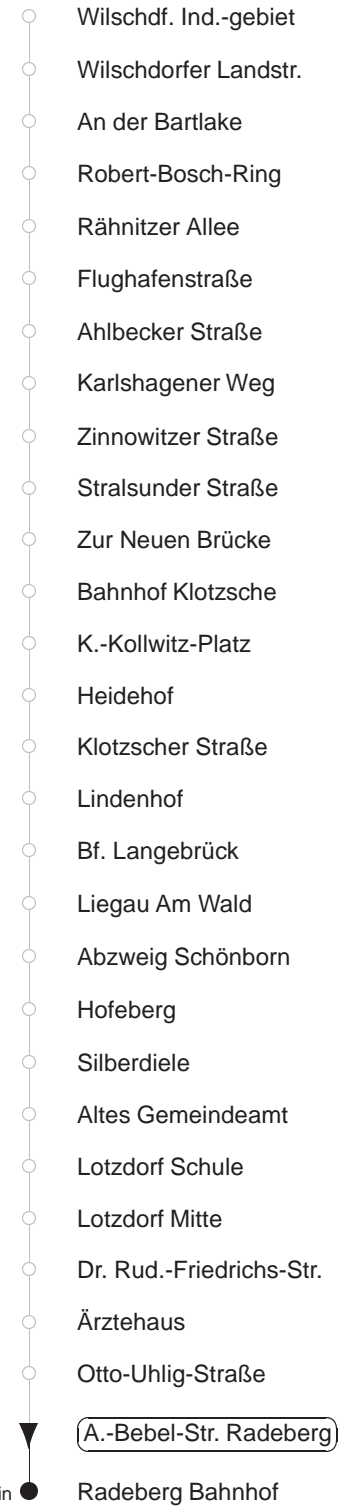 Wilschdf. Ind.-gebiet
Wilschdorfer Landstr.
An der Bartlake
Robert-Bosch-Ring
Rähnitzer Allee
Flughafenstraße
Ahlbecker Straße
Karlshagener Weg
Zinnowitzer Straße
Stralsunder Straße
Zur Neuen Brücke
Bahnhof Klotzsche
K.-Kollwitz-Platz
Heidehof
Klotzscher Straße
Lindenhof
Bf. Langebrück
Liegau Am Wald
Abzweig Schönborn
Hofeberg
Silberdiele
Altes Gemeindeamt
Lotzdorf Schule
Lotzdorf Mitte
Dr. Rud.-Friedrichs-Str.
Ärztehaus
Otto-Uhlig-Straße
A.-Bebel-Str. Radeberg
in Radeberg Bahnhof